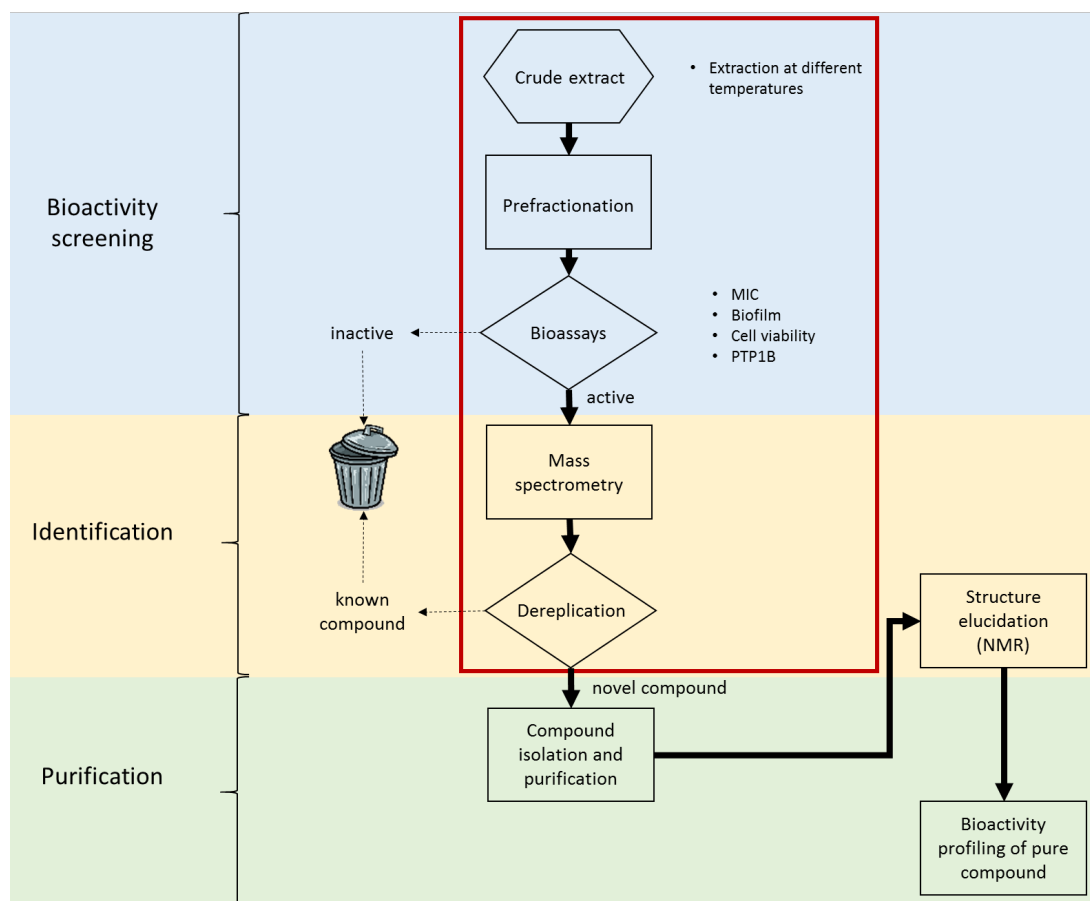 Crude extract
• Extraction at different
temperatures
Prefractionation
Bioactivity
screening
Bioassays
• MIC
• Biofilm
• Cell viability
• PTP1B
inactive
active
Mass
spectrometry
Identification
Dereplication
known
compound
Structure
elucidation
(NMR)
novel compound
Compound
isolation and
purification
Purification
Bioactivity
profiling of pure
compound